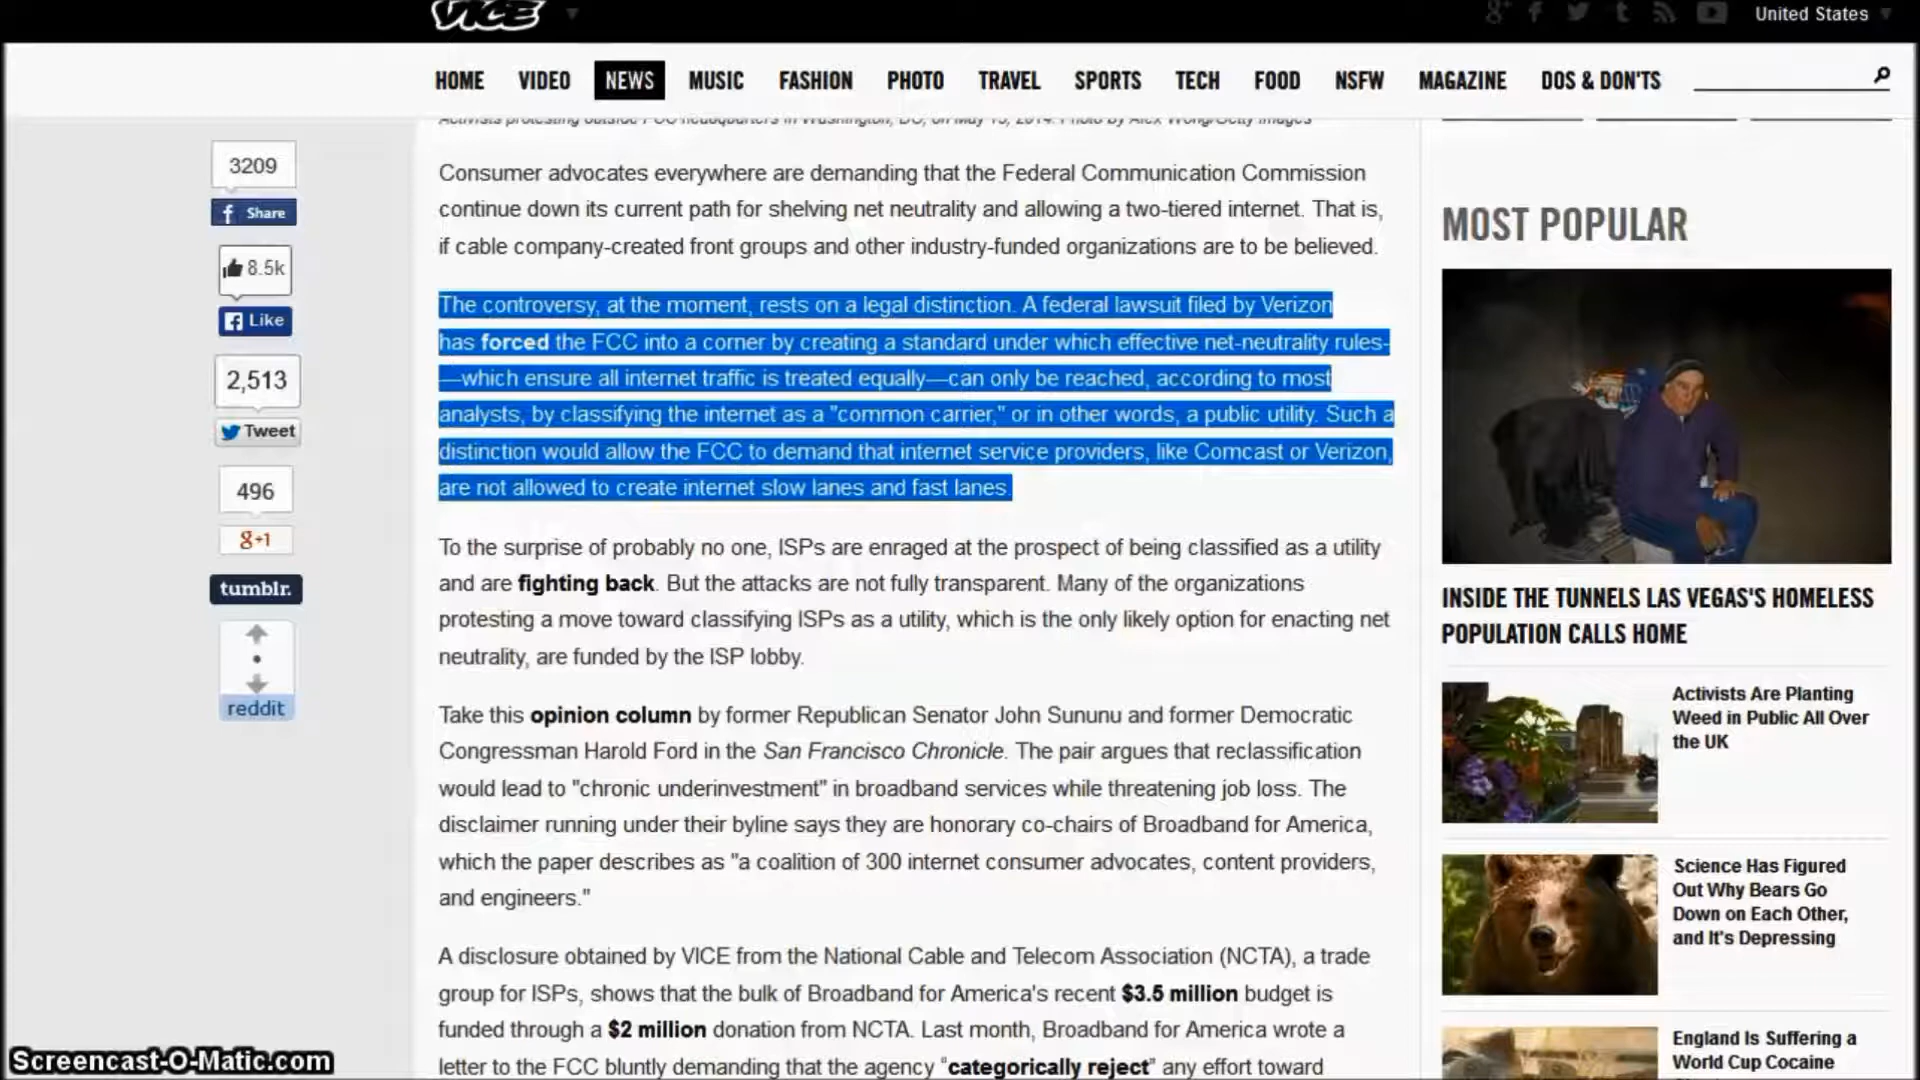 VICE
United States
HOME VIDEO NEWS MUSIC FASHION PHOTO TRAVEL SPORTS TECH FOOD NSFW MAGAZINE DOS & DON'TS
Activists protesting outside FCC headquarters in Washington, DC, on May 15, 2014. Photo by Alex Wong/Getty Images
3209
Share
8.5k
Like
2,513
Tweet
496
g+1
tumblr.
reddit
Consumer advocates everywhere are demanding that the Federal Communication Commission
continue down its current path for shelving net neutrality and allowing a two-tiered internet. That is,
if cable company-created front groups and other industry-funded organizations are to be believed.
The controversy, at the moment, rests on a legal distinction. A federal lawsuit filed by Verizon
has forced the FCC into a corner by creating a standard under which effective net-neutrality rules-
—which ensure all internet traffic is treated equally—can only be reached, according to most
analysts, by classifying the internet as a "common carrier," or in other words, a public utility. Such a
distinction would allow the FCC to demand that internet service providers, like Comcast or Verizon,
are not allowed to create internet slow lanes and fast lanes.
To the surprise of probably no one, ISPs are enraged at the prospect of being classified as a utility
and are fighting back. But the attacks are not fully transparent. Many of the organizations
protesting a move toward classifying ISPs as a utility, which is the only likely option for enacting net
neutrality, are funded by the ISP lobby.
Take this opinion column by former Republican Senator John Sununu and former Democratic
Congressman Harold Ford in the San Francisco Chronicle. The pair argues that reclassification
would lead to "chronic underinvestment" in broadband services while threatening job loss. The
disclaimer running under their byline says they are honorary co-chairs of Broadband for America,
which the paper describes as "a coalition of 300 internet consumer advocates, content providers,
and engineers."
A disclosure obtained by VICE from the National Cable and Telecom Association (NCTA), a trade
group for ISPs, shows that the bulk of Broadband for America's recent $3.5 million budget is
funded through a $2 million donation from NCTA. Last month, Broadband for America wrote a
letter to the FCC bluntly demanding that the agency "categorically reject" any effort toward
MOST POPULAR
INSIDE THE TUNNELS LAS VEGAS'S HOMELESS
POPULATION CALLS HOME
Activists Are Planting
Weed in Public All Over
the UK
Science Has Figured
Out Why Bears Go
Down on Each Other,
and It's Depressing
England Is Suffering a
World Cup Cocaine
Screencast-O-Matic.com